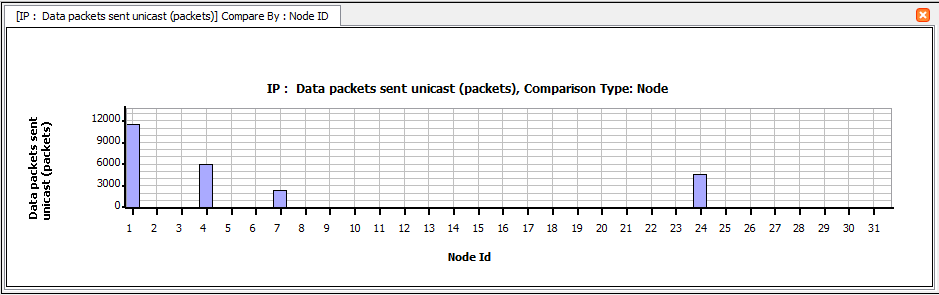 [IP :  Data packets sent unicast (packets)] Compare By : Node ID
IP :  Data packets sent unicast (packets), Comparison Type: Node
Data packets sent
unicast (packets)
12000
9000
6000
3000
0
1 2 3 4 5 6 7 8 9 10 11 12 13 14 15 16 17 18 19 20 21 22 23 24 25 26 27 28 29 30 31
Node Id